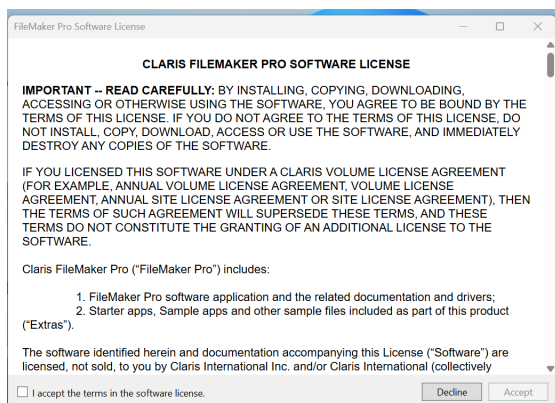 FileMaker Pro Software License
CLARIS FILEMAKER PRO SOFTWARE LICENSE
IMPORTANT -- READ CAREFULLY: BY INSTALLING, COPYING, DOWNLOADING,
ACCESSING OR OTHERWISE USING THE SOFTWARE, YOU AGREE TO BE BOUND BY THE
TERMS OF THIS LICENSE. IF YOU DO NOT AGREE TO THE TERMS OF THIS LICENSE, DO
NOT INSTALL, COPY, DOWNLOAD, ACCESS OR USE THE SOFTWARE, AND IMMEDIATELY
DESTROY ANY COPIES OF THE SOFTWARE.
IF YOU LICENSED THIS SOFTWARE UNDER A CLARIS VOLUME LICENSE AGREEMENT
(FOR EXAMPLE, ANNUAL VOLUME LICENSE AGREEMENT, VOLUME LICENSE
AGREEMENT, ANNUAL SITE LICENSE AGREEMENT OR SITE LICENSE AGREEMENT), THEN
THE TERMS OF SUCH AGREEMENT WILL SUPERSEDE THESE TERMS, AND THESE
TERMS DO NOT CONSTITUTE THE GRANTING OF AN ADDITIONAL LICENSE TO THE
SOFTWARE.
Claris FileMaker Pro (“FileMaker Pro”) includes:
1. FileMaker Pro software application and the related documentation and drivers;
2. Starter apps, Sample apps and other sample files included as part of this product
(“Extras”).
The software identified herein and documentation accompanying this License (“Software”) are
licensed, not sold, to you by Claris International Inc. and/or Claris International (collectively
I accept the terms in the software license.
Decline
Accept